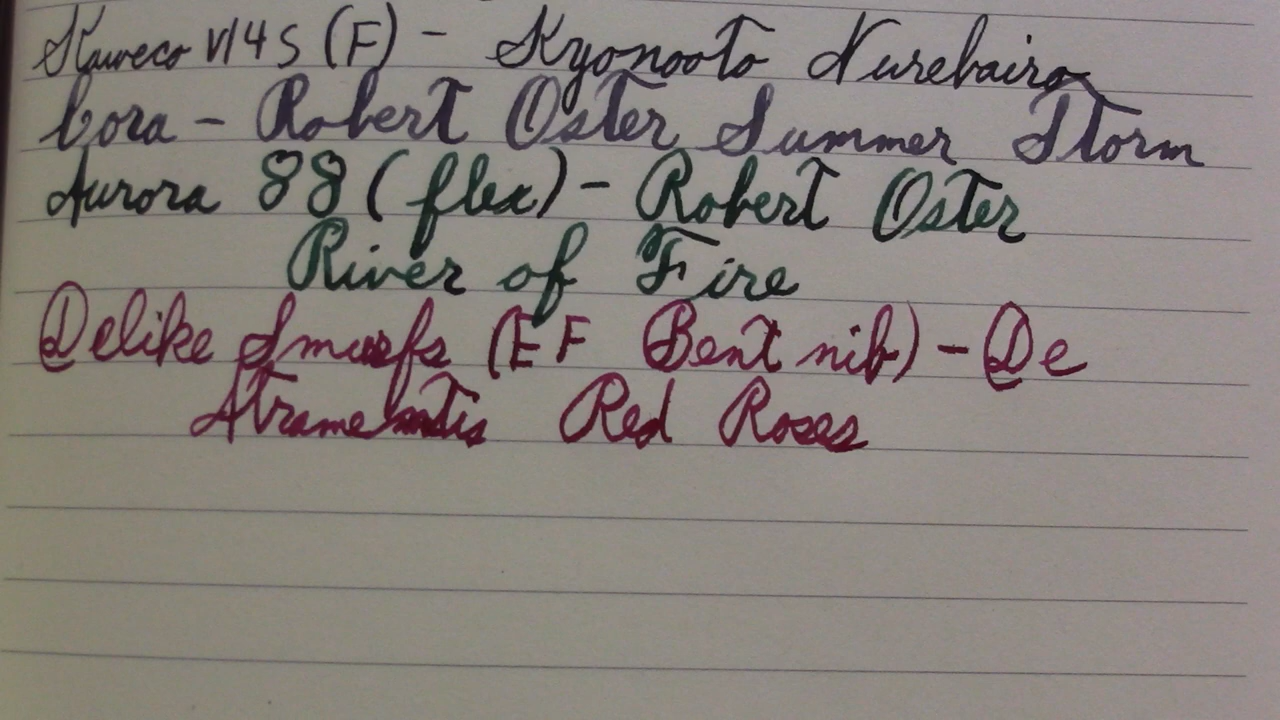 Kaweco V14S (F) - Kyonooto Nurebairo
Cora - Robert Oster Summer Storm
Aurora 88 (flex) - Robert Oster
River of Fire
Delike Smurfs (EF Bent nib) - De
Atramentis Red Roses